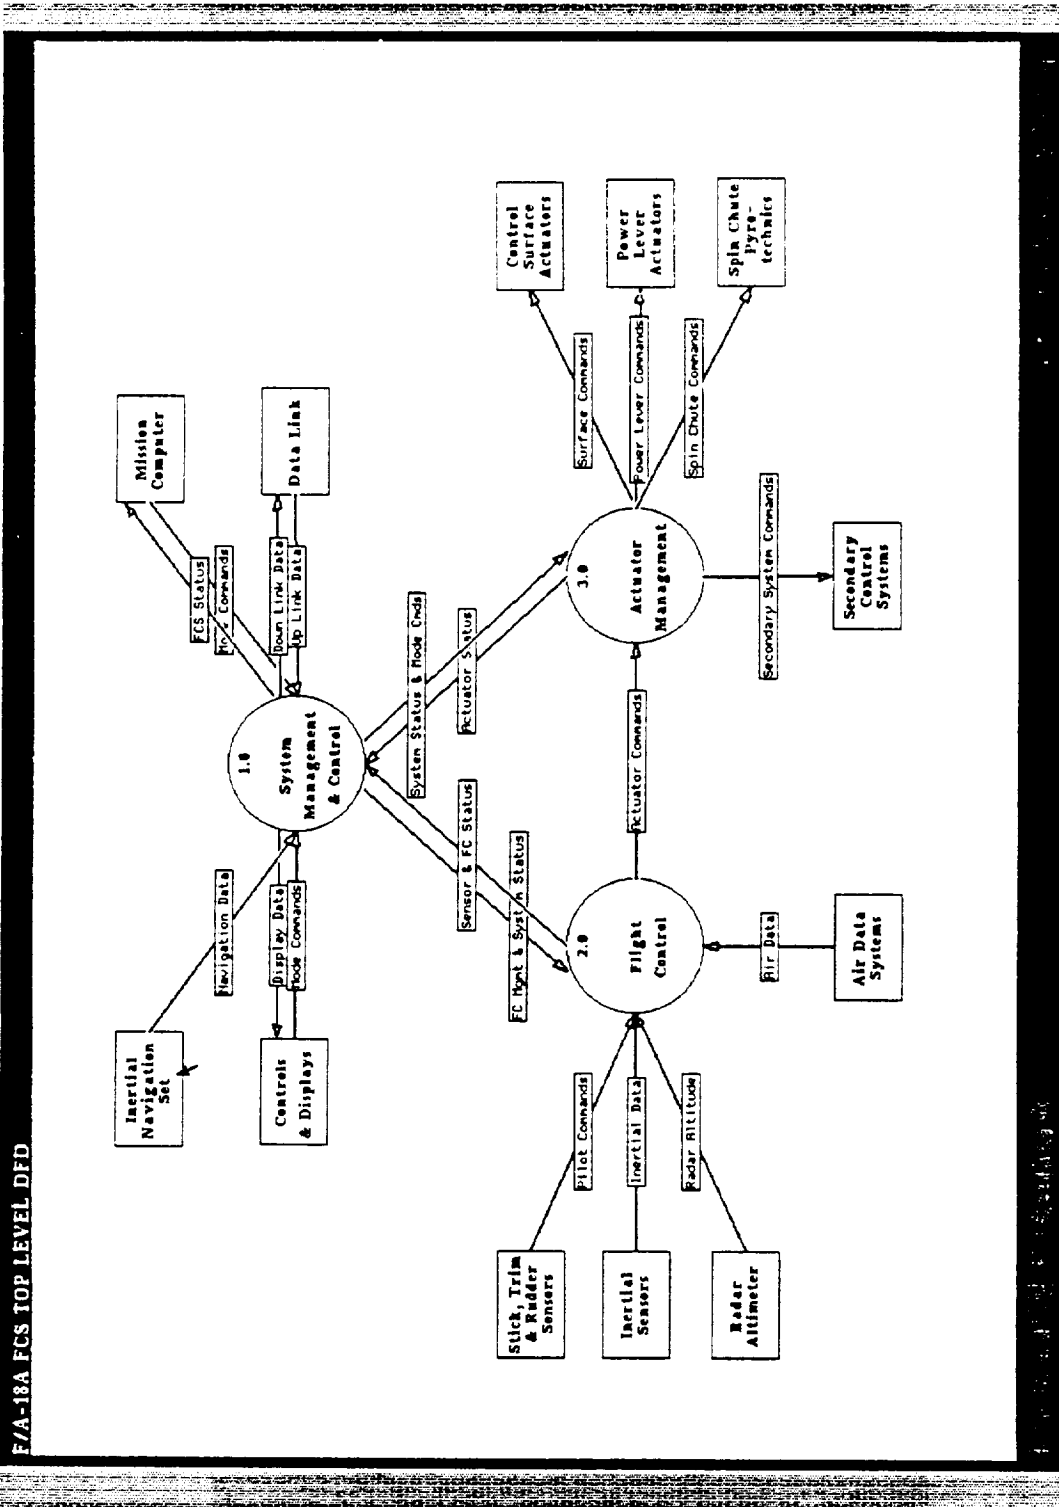 F/A-18A FCS TOP LEVEL DFD
Inertial
Navigation
Set
Navigation Data
FCS Status
Mode Commands
Mission
Computer
Controls
& Displays
Display Data
Mode Commands
1.0
System
Management
& Control
Down Link Data
Up Link Data
Data Link
System Status & Mode Cmds
Sensor & FC Status
Actuator Status
FC Mgmt & System Status
Stick, Trim
& Rudder
Sensors
Pilot Commands
Surface Commands
Control
Surface
Actuators
Inertial
Sensors
Inertial Data
2.0
Flight
Control
Actuator Commands
3.0
Actuator
Management
Power Lever Commands
Power
Lever
Actuators
Radar
Altimeter
Radar Altitude
Spin Chute Commands
Spin Chute
Pyro-
technics
Air Data
Secondary System Commands
Air Data
Systems
Secondary
Control
Systems